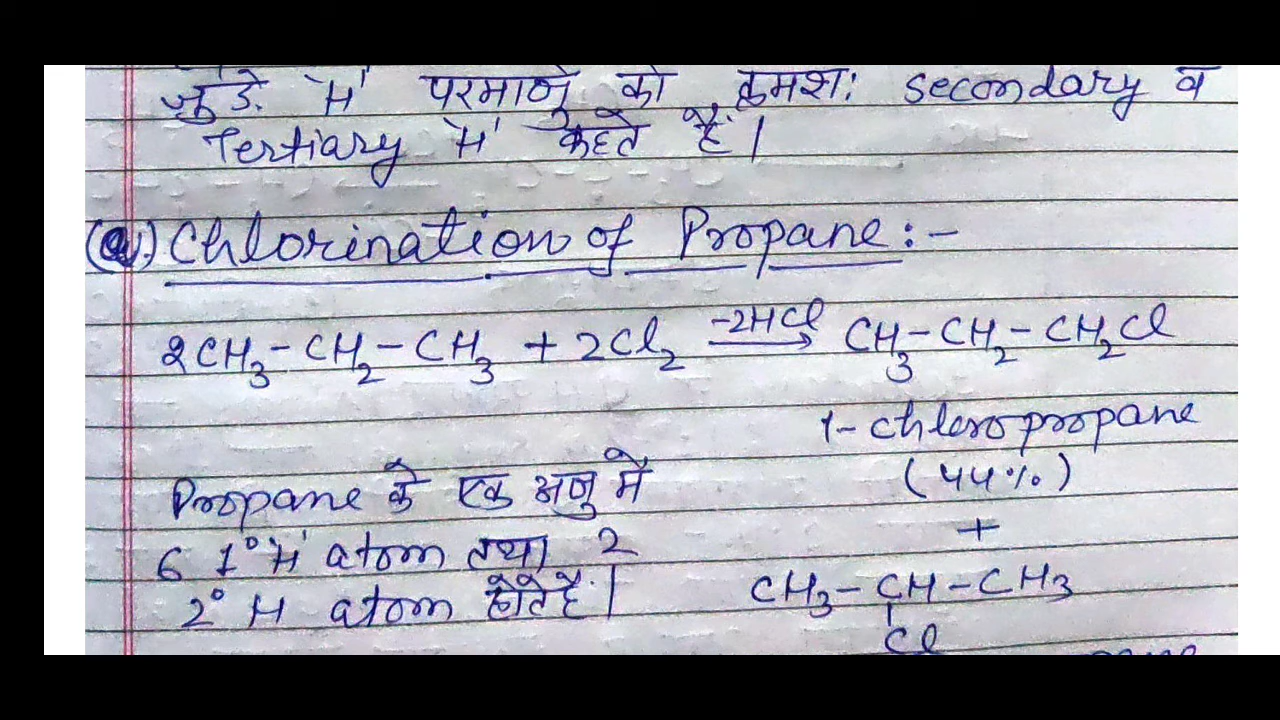 जुडे. 'H' परमाणु को क्रमश: secondary व
Tertiary 'H' कहते हैं।
(a.) Chlorination of Propane:-
2CH₃-CH₂-CH₃ + 2Cl₂ -2HCl→ CH₃-CH₂-CH₂Cl
1-chloropropane
(44%)
+
Propane के एक अणु में
6 1° 'H' atom तथा 2
2° H atom होते हैं।
CH₃-CH-CH₃
Cl